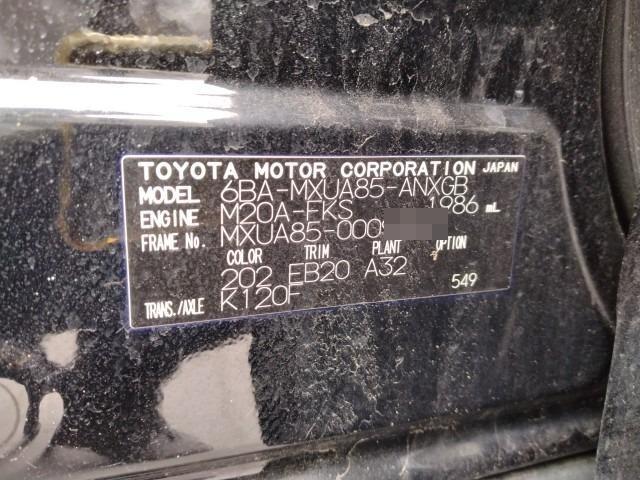 TOYOTA MOTOR CORPORATION JAPAN
MODEL 6BA-MXUA85-ANXGB
ENGINE M20A-FKS 1986 mL
FRAME No. MXUA85-000
COLOR TRIM PLANT OPTION
202 EB20 A32
TRANS./AXLE K120F 549